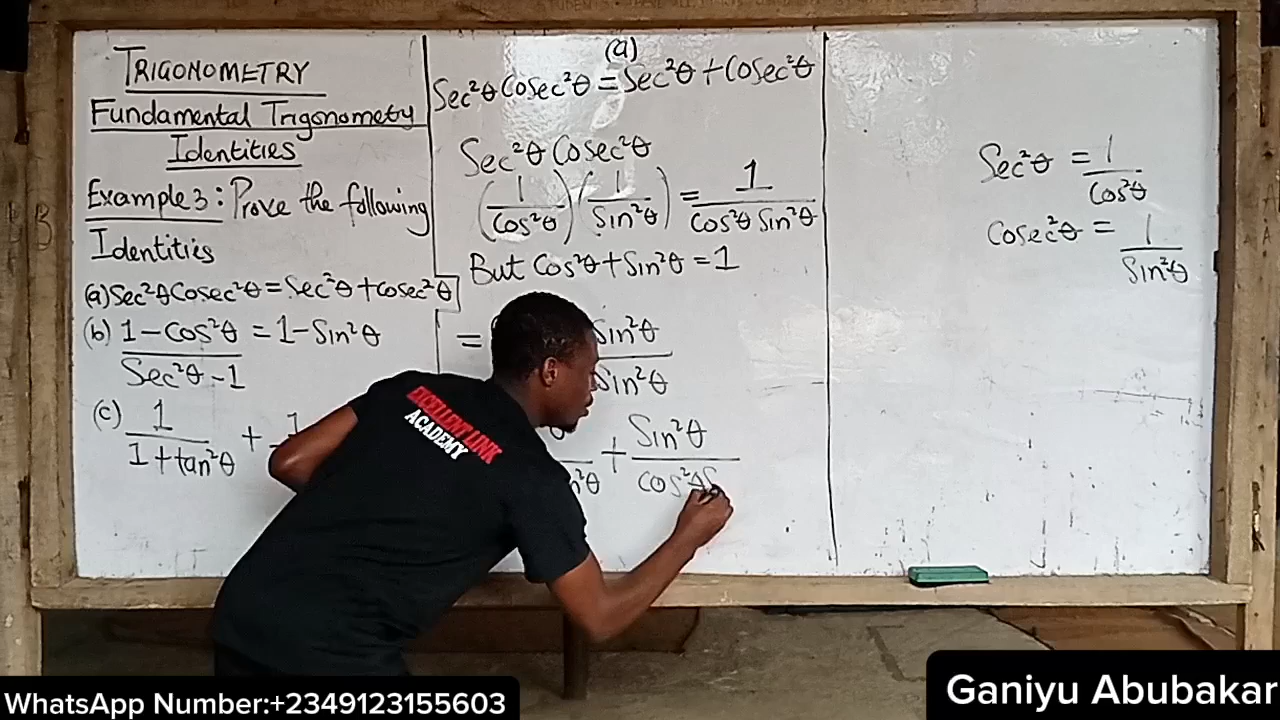 TRIGONOMETRY
Fundamental Trigonometry
Identities
Example 3: Prove the following
Identities
(a) Sec²θ Cosec²θ = Sec²θ + Cosec²θ
(b) (1 - Cos²θ)/(Sec²θ - 1) = 1 - Sin²θ
(c) 1/(1 + tan²θ) + 1
(a)
Sec²θ Cosec²θ = Sec²θ + Cosec²θ
Sec²θ Cosec²θ
(1/Cos²θ)(1/Sin²θ) = 1/(Cos²θ Sin²θ)
But Cos²θ + Sin²θ = 1
= Sin²θ / Sin²θ
+ Sin²θ/Cos²θ S
Sec²θ = 1/Cos²θ
Cosec²θ = 1/Sin²θ
EXCELLENT LINK
ACADEMY
WhatsApp Number:+2349123155603
Ganiyu Abubakar